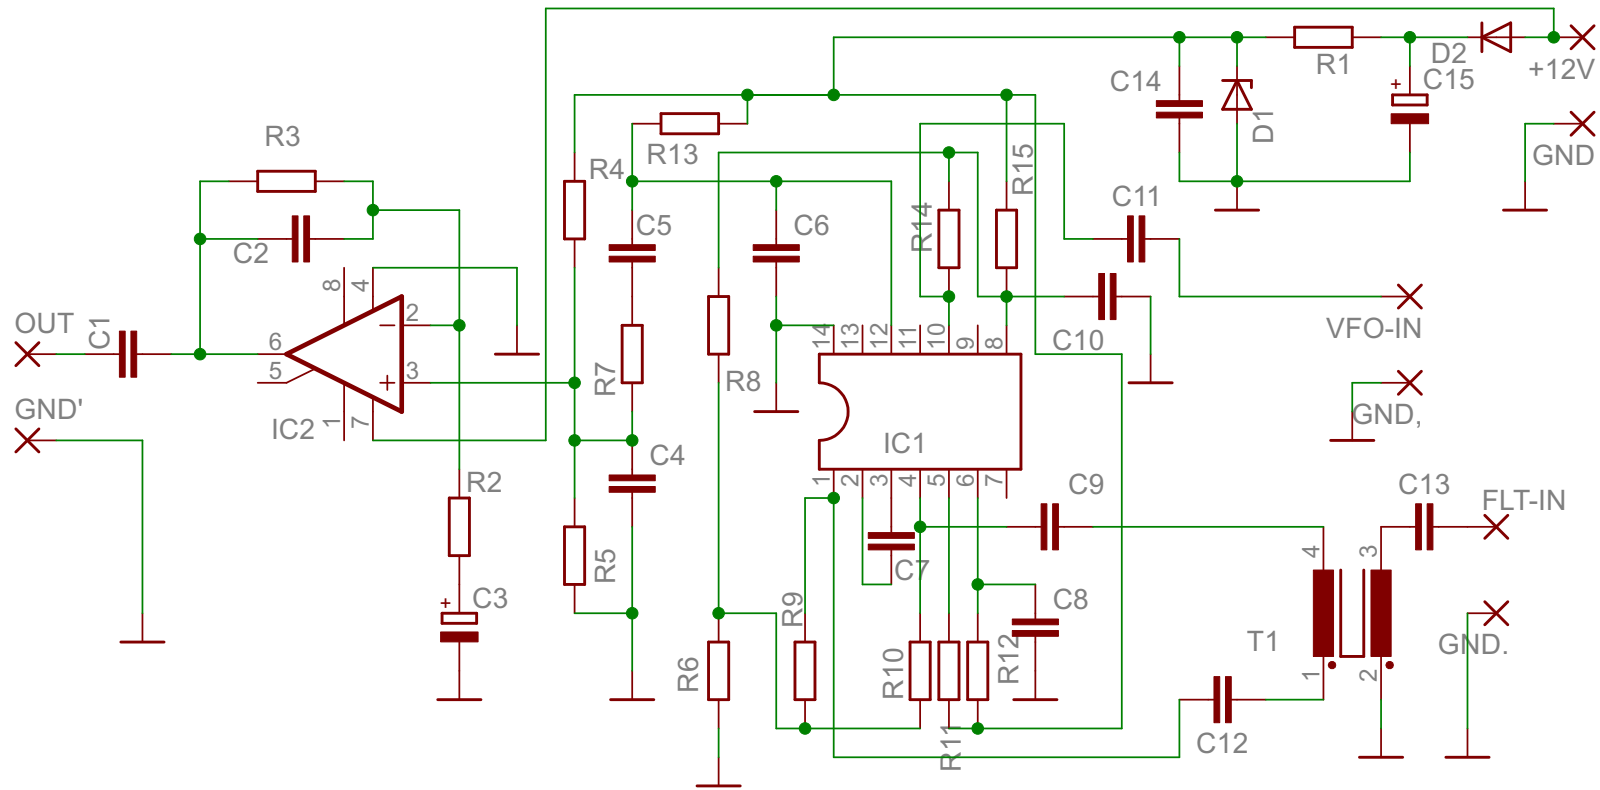 D2
R1
+12V
C14
C15
+
D1
R3
R13
GND
R4
R15
C11
C5
C6
R14
C2
8
4
OUT
C1
2
6
5
3
1
7
IC2
R7
R8
14
13
12
11
10
9
8
C10
VFO-IN
GND'
GND,
IC1
C4
1
2
3
4
5
6
7
R2
C9
C13
FLT-IN
4
3
R5
C7
+
C3
R9
C8
T1
GND.
R6
R10
R12
1
2
R11
C12